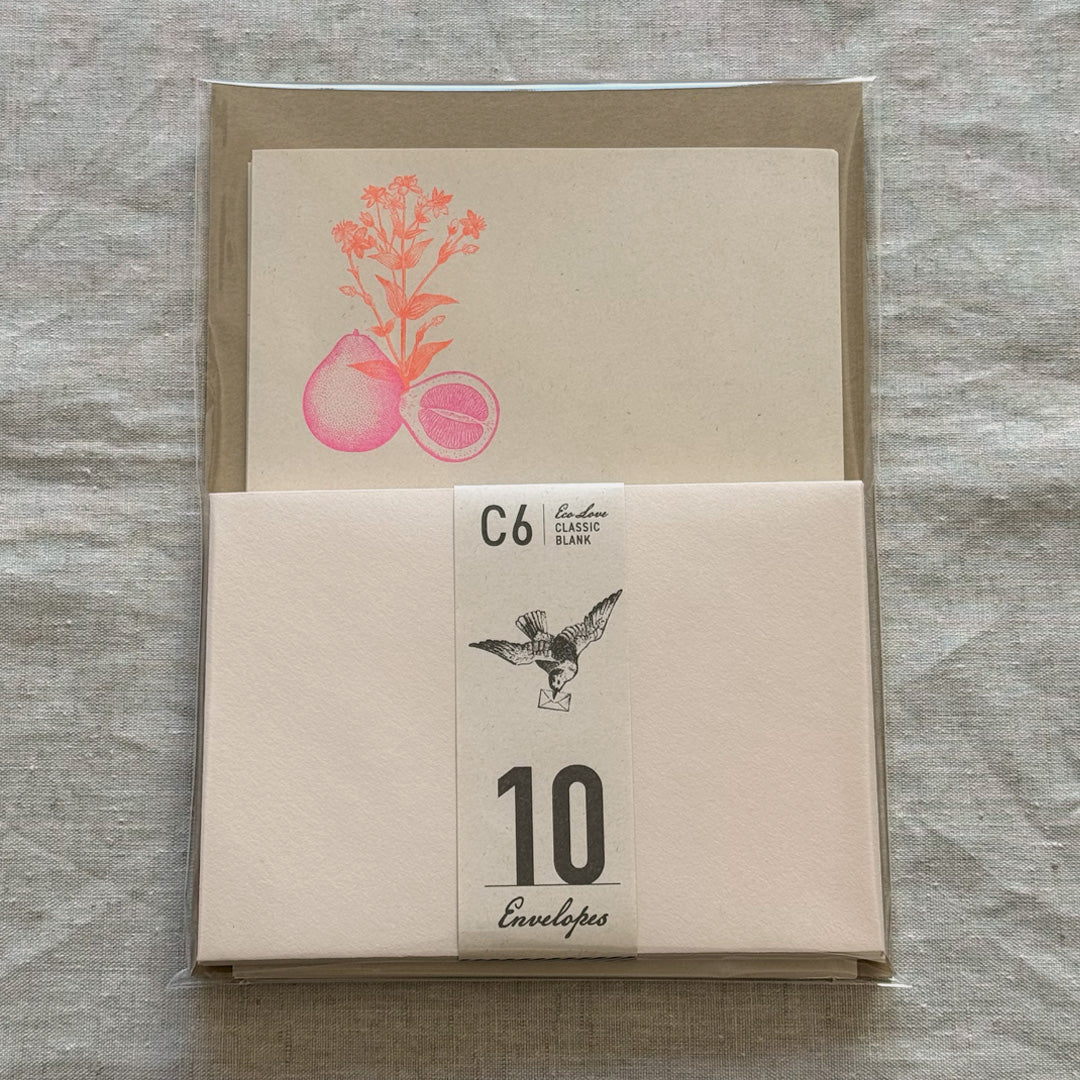 C6
Eco Love
CLASSIC
BLANK
10
Envelopes